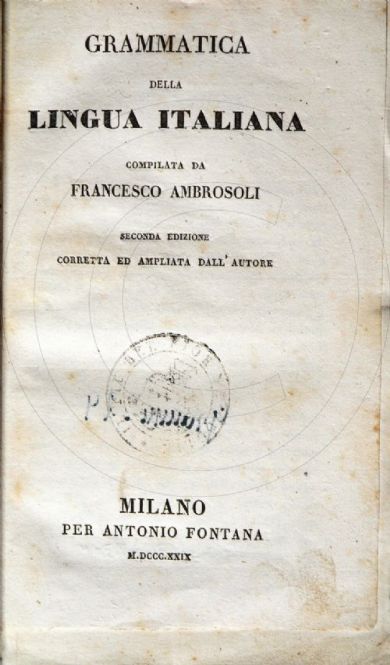 GRAMMATICA
DELLA
LINGUA ITALIANA
COMPILATA DA
FRANCESCO AMBROSOLI
SECONDA EDIZIONE
CORRETTA ED AMPLIATA DALL' AUTORE
MILANO
PER ANTONIO FONTANA
M.DCCC.XXIX